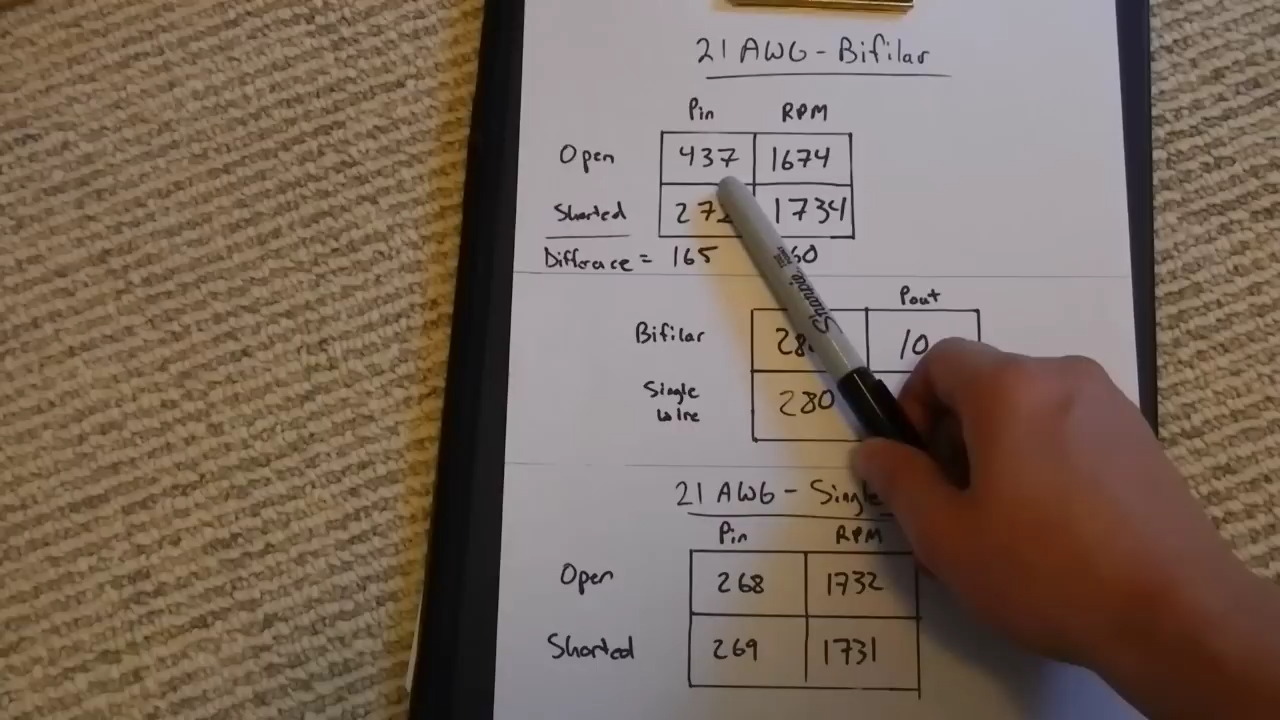 21 AWG - Bifilar
Pin RPM
Open 437 1674
Shorted 1734
Difference = 165
Pout
Bifilar 10
Single 280
Wire
21 AWG - Single
Pin RPM
Open 268 1732
Shorted 269 1731
Sharpie